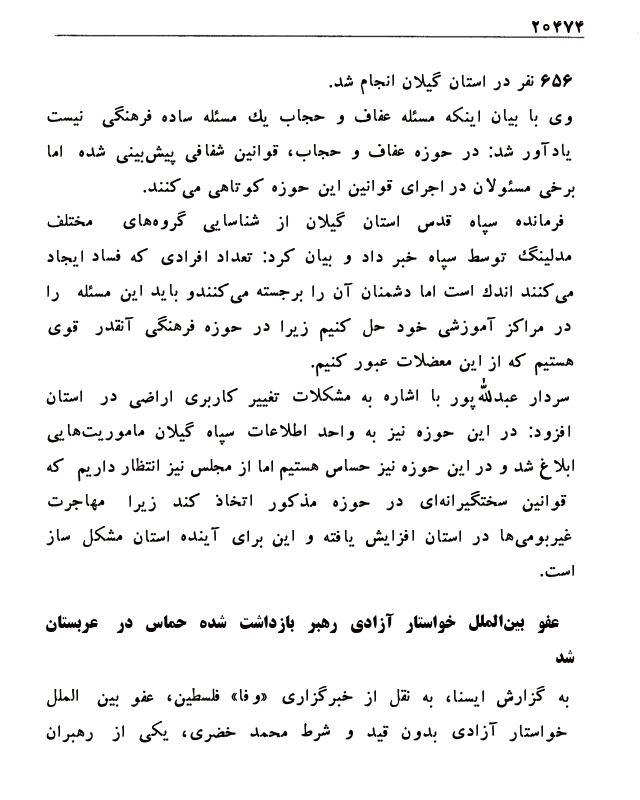 ۲۰۴۷۴
۶۵۶ نفر در استان گیلان انجام شد.
وی با بیان اینکه مسئله عفاف و حجاب یك مسئله ساده فرهنگی نیست
یادآور شد: در حوزه عفاف و حجاب، قوانین شفافی پیش‌بینی شده اما
برخی مسئولان در اجرای قوانین این حوزه کوتاهی می‌کنند.
فرمانده سپاه قدس استان گیلان از شناسایی گروه‌های مختلف
مدلینگ توسط سپاه خبر داد و بیان کرد: تعداد افرادی که فساد ایجاد
می‌کنند اندك است اما دشمنان آن را برجسته می‌کنندو باید این مسئله را
در مراکز آموزشی خود حل کنیم زیرا در حوزه فرهنگی آنقدر قوی
هستیم که از این معضلات عبور کنیم.
سردار عبدالله‌پور با اشاره به مشکلات تغییر کاربری اراضی در استان
افزود: در این حوزه نیز به واحد اطلاعات سپاه گیلان ماموریت‌هایی
ابلاغ شد و در این حوزه نیز حساس هستیم اما از مجلس نیز انتظار داریم که
قوانین سختگیرانه‌ای در حوزه مذکور اتخاذ کند زیرا مهاجرت
غیربومی‌ها در استان افزایش یافته و این برای آینده استان مشکل ساز
است.
عفو بین‌الملل خواستار آزادی رهبر بازداشت شده حماس در عربستان
شد
به گزارش ایسنا، به نقل از خبرگزاری «وفا» فلسطین، عفو بین الملل
خواستار آزادی بدون قید و شرط محمد خضری، یکی از رهبران